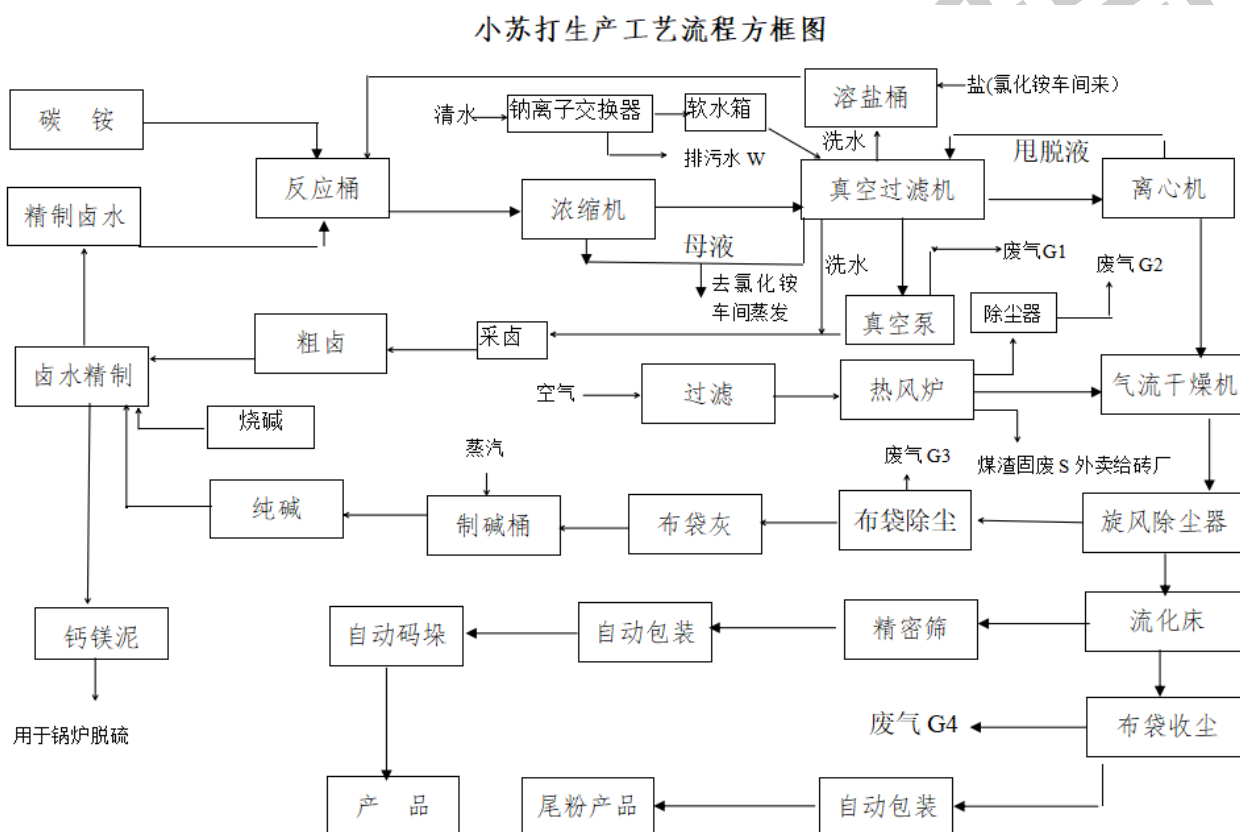 小苏打生产工艺流程方框图
碳 铵
清水
钠离子交换器
软水箱
溶盐桶
盐(氯化铵车间来）
排污水 W
洗水
甩脱液
反应桶
精制卤水
浓缩机
真空过滤机
离心机
母液
去氯化铵
车间蒸发
洗水
废气G1
废气 G2
真空泵
除尘器
粗卤
采卤
卤水精制
空气
过滤
热风炉
气流干燥机
烧碱
蒸汽
废气 G3
煤渣固废 S 外卖给砖厂
纯碱
制碱桶
布袋灰
布袋除尘
旋风除尘器
钙镁泥
自动码垛
自动包装
精密筛
流化床
用于锅炉脱硫
废气 G4
布袋收尘
产 品
尾粉产品
自动包装